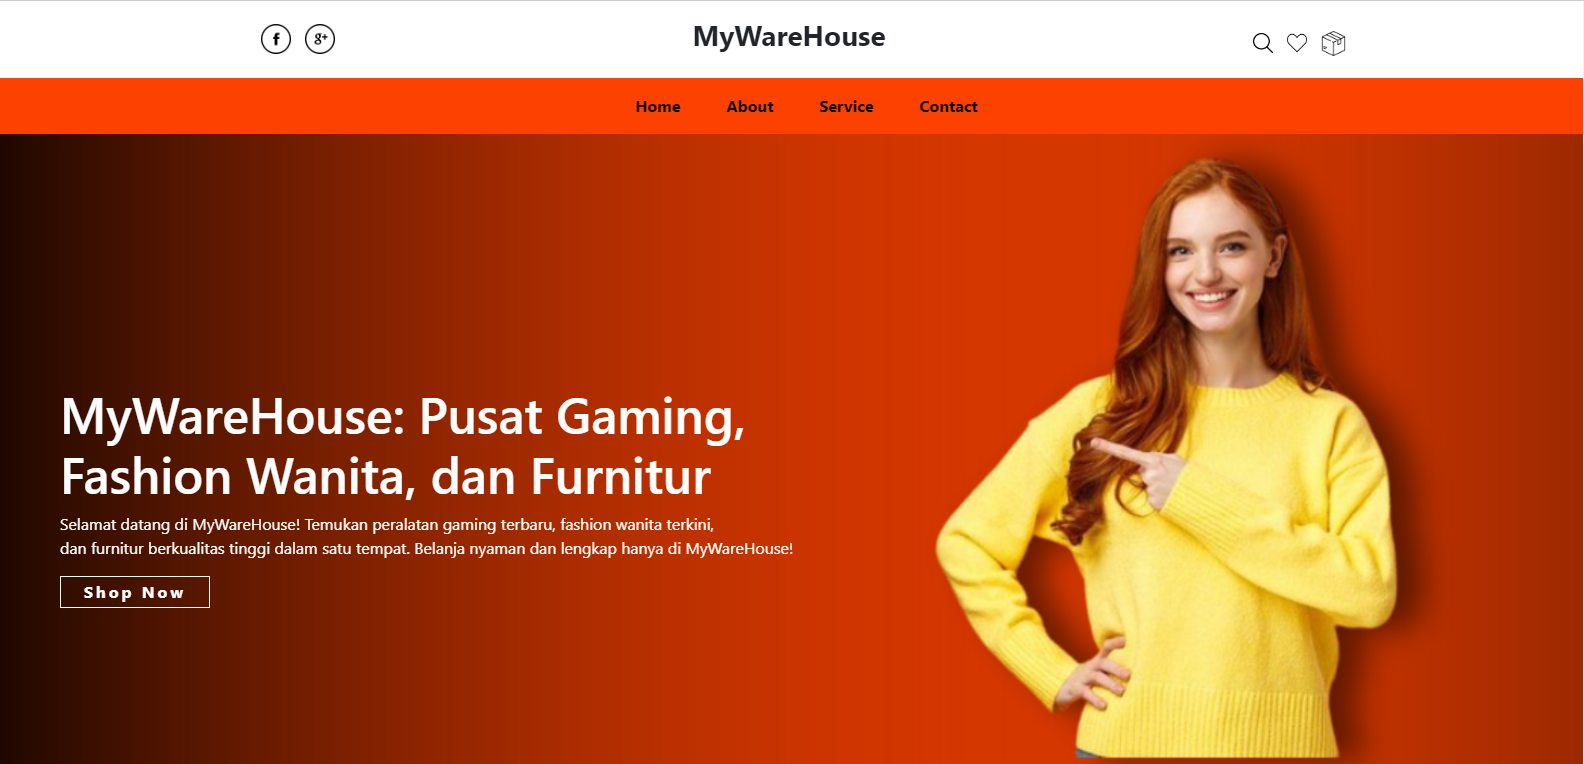 MyWareHouse
Home About Service Contact
MyWareHouse: Pusat Gaming,
Fashion Wanita, dan Furnitur
Selamat datang di MyWareHouse! Temukan peralatan gaming terbaru, fashion wanita terkini,
dan furnitur berkualitas tinggi dalam satu tempat. Belanja nyaman dan lengkap hanya di MyWareHouse!
Shop Now